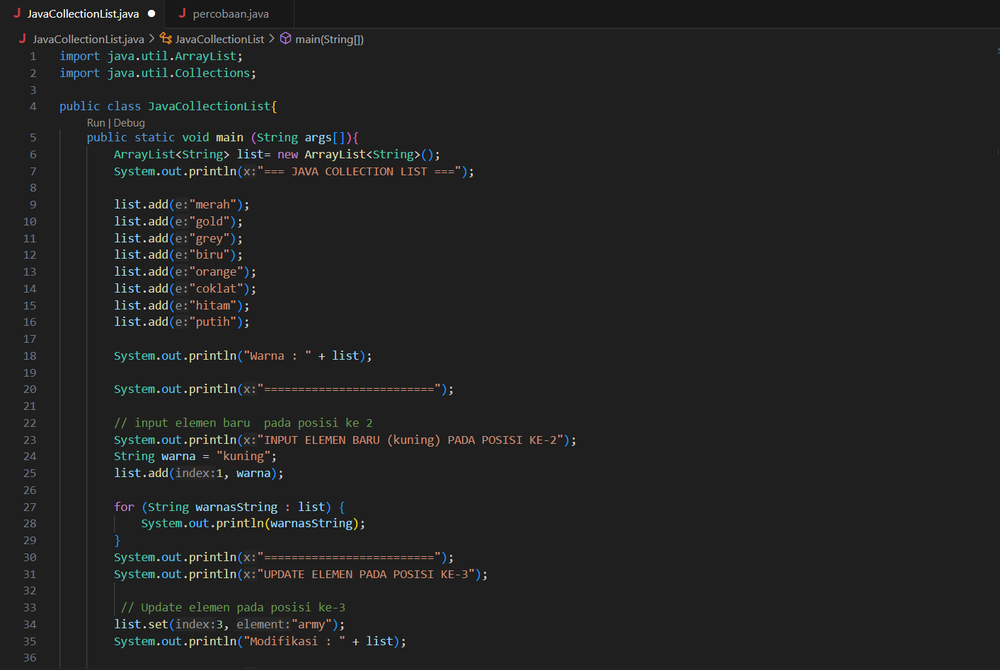 JavaCollectionList.java ● percobaan.java
JavaCollectionList.java > JavaCollectionList > main(String[])
1 import java.util.ArrayList;
2 import java.util.Collections;
3
4 public class JavaCollectionList{
Run | Debug
5 public static void main (String args[]){
6 ArrayList<String> list= new ArrayList<String>();
7 System.out.println(x:"=== JAVA COLLECTION LIST ===");
8
9 list.add(e:"merah");
10 list.add(e:"gold");
11 list.add(e:"grey");
12 list.add(e:"biru");
13 list.add(e:"orange");
14 list.add(e:"coklat");
15 list.add(e:"hitam");
16 list.add(e:"putih");
17
18 System.out.println("Warna : " + list);
19
20 System.out.println(x:"=========================");
21
22 // input elemen baru  pada posisi ke 2
23 System.out.println(x:"INPUT ELEMEN BARU (kuning) PADA POSISI KE-2");
24 String warna = "kuning";
25 list.add(index:1, warna);
26
27 for (String warnasString : list) {
28 System.out.println(warnasString);
29 }
30 System.out.println(x:"=========================");
31 System.out.println(x:"UPDATE ELEMEN PADA POSISI KE-3");
32
33 // Update elemen pada posisi ke-3
34 list.set(index:3, element:"army");
35 System.out.println("Modifikasi : " + list);
36